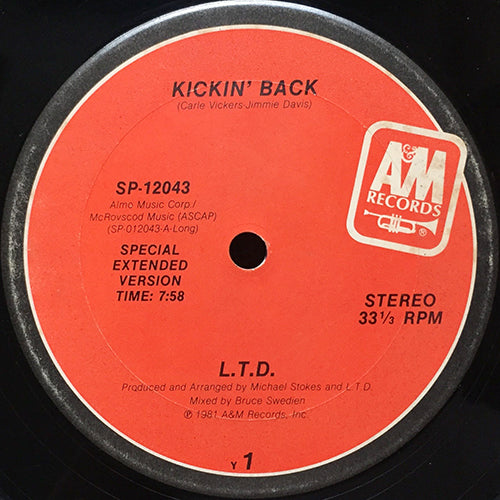 KICKIN' BACK
(Carle Vickers-Jimmie Davis)
A&M
RECORDS
SP-12043
Almo Music Corp./
McRovscod Music (ASCAP)
(SP-012043-A-Long)
SPECIAL
EXTENDED
VERSION
TIME: 7:58
STEREO
33 1/3 RPM
L.T.D.
Produced and Arranged by Michael Stokes and L.T.D.
Mixed by Bruce Swedien
℗ 1981 A&M Records, Inc.
Y 1